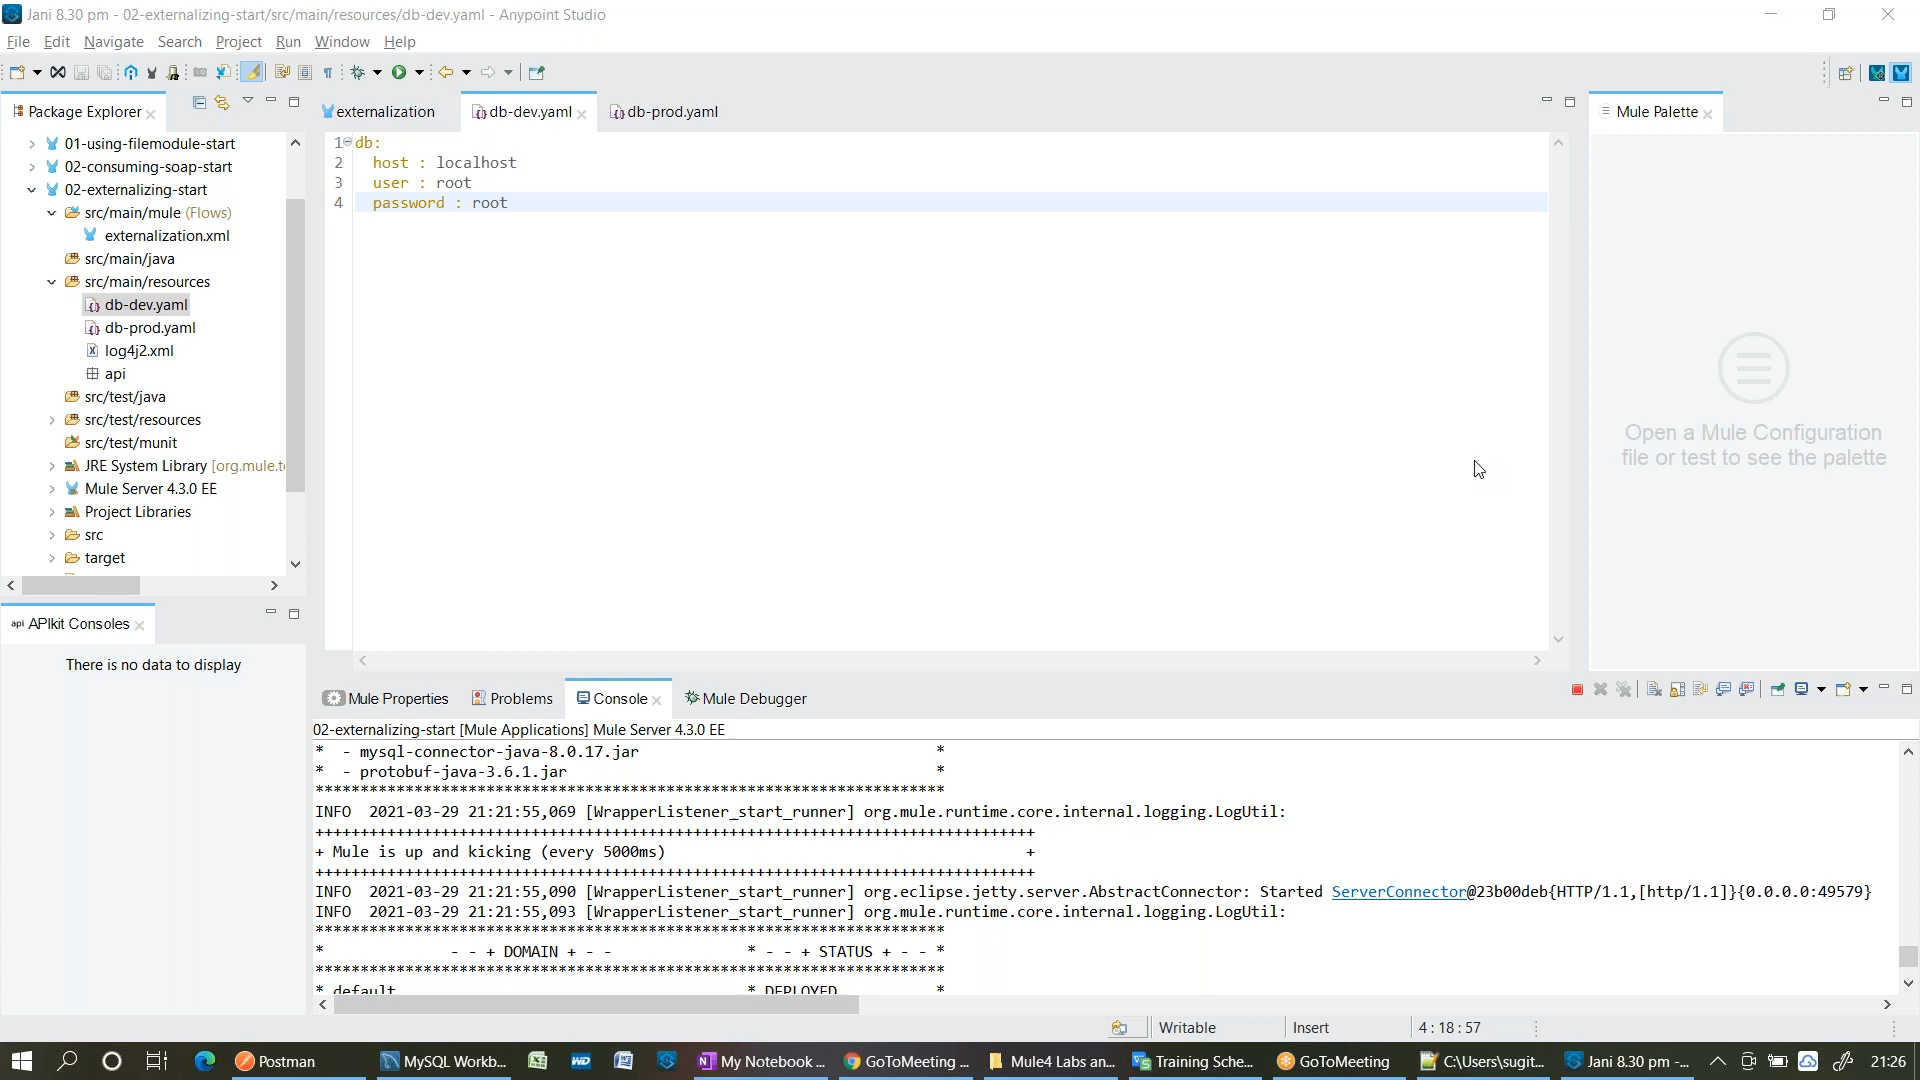 Jani 8.30 pm - 02-externalizing-start/src/main/resources/db-dev.yaml - Anypoint Studio
File Edit Navigate Search Project Run Window Help
Package Explorer
externalization
db-dev.yaml
db-prod.yaml
Mule Palette
01-using-filemodule-start
02-consuming-soap-start
02-externalizing-start
src/main/mule (Flows)
externalization.xml
src/main/java
src/main/resources
db-dev.yaml
db-prod.yaml
log4j2.xml
api
src/test/java
src/test/resources
src/test/munit
JRE System Library [org.mule.t
Mule Server 4.3.0 EE
Project Libraries
src
target
1 db:
2 host : localhost
3 user : root
4 password : root
Open a Mule Configuration
file or test to see the palette
api APIkit Consoles
There is no data to display
Mule Properties Problems Console Mule Debugger
02-externalizing-start [Mule Applications] Mule Server 4.3.0 EE
* - mysql-connector-java-8.0.17.jar *
* - protobuf-java-3.6.1.jar *
**********************************************************************
INFO 2021-03-29 21:21:55,069 [WrapperListener_start_runner] org.mule.runtime.core.internal.logging.LogUtil:
++++++++++++++++++++++++++++++++++++++++++++++++++++++++++++++++++++++++++++++++
+ Mule is up and kicking (every 5000ms) +
++++++++++++++++++++++++++++++++++++++++++++++++++++++++++++++++++++++++++++++++
INFO 2021-03-29 21:21:55,090 [WrapperListener_start_runner] org.eclipse.jetty.server.AbstractConnector: Started ServerConnector@23b00deb{HTTP/1.1,[http/1.1]}{0.0.0.0:49579}
INFO 2021-03-29 21:21:55,093 [WrapperListener_start_runner] org.mule.runtime.core.internal.logging.LogUtil:
**********************************************************************
* - - + DOMAIN + - - * - - + STATUS + - - *
**********************************************************************
* default * DEPLOYED *
Writable Insert 4 : 18 : 57
Postman
MySQL Workb...
My Notebook ...
GoToMeeting ...
Mule4 Labs an...
Training Sche...
GoToMeeting
C:\Users\sugit...
Jani 8.30 pm -...
21:26